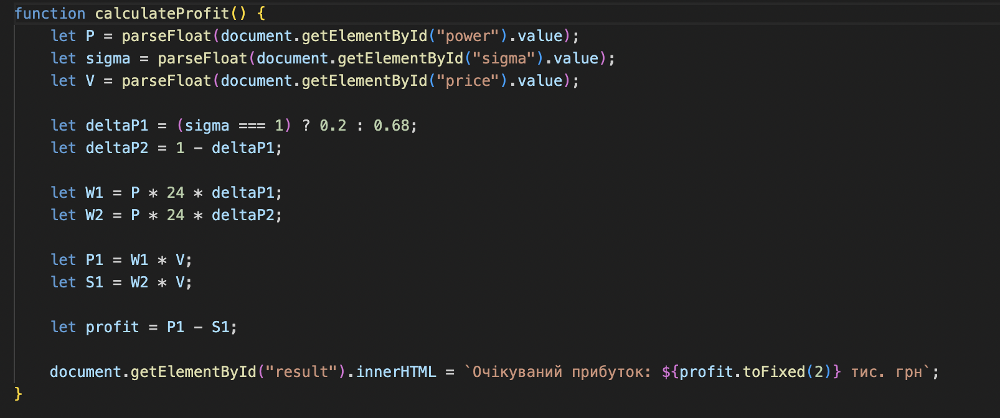 function calculateProfit() {
    let P = parseFloat(document.getElementById("power").value);
    let sigma = parseFloat(document.getElementById("sigma").value);
    let V = parseFloat(document.getElementById("price").value);

    let deltaP1 = (sigma === 1) ? 0.2 : 0.68;
    let deltaP2 = 1 - deltaP1;

    let W1 = P * 24 * deltaP1;
    let W2 = P * 24 * deltaP2;

    let P1 = W1 * V;
    let S1 = W2 * V;

    let profit = P1 - S1;

    document.getElementById("result").innerHTML = `Очікуваний прибуток: ${profit.toFixed(2)} тис. грн`;
}